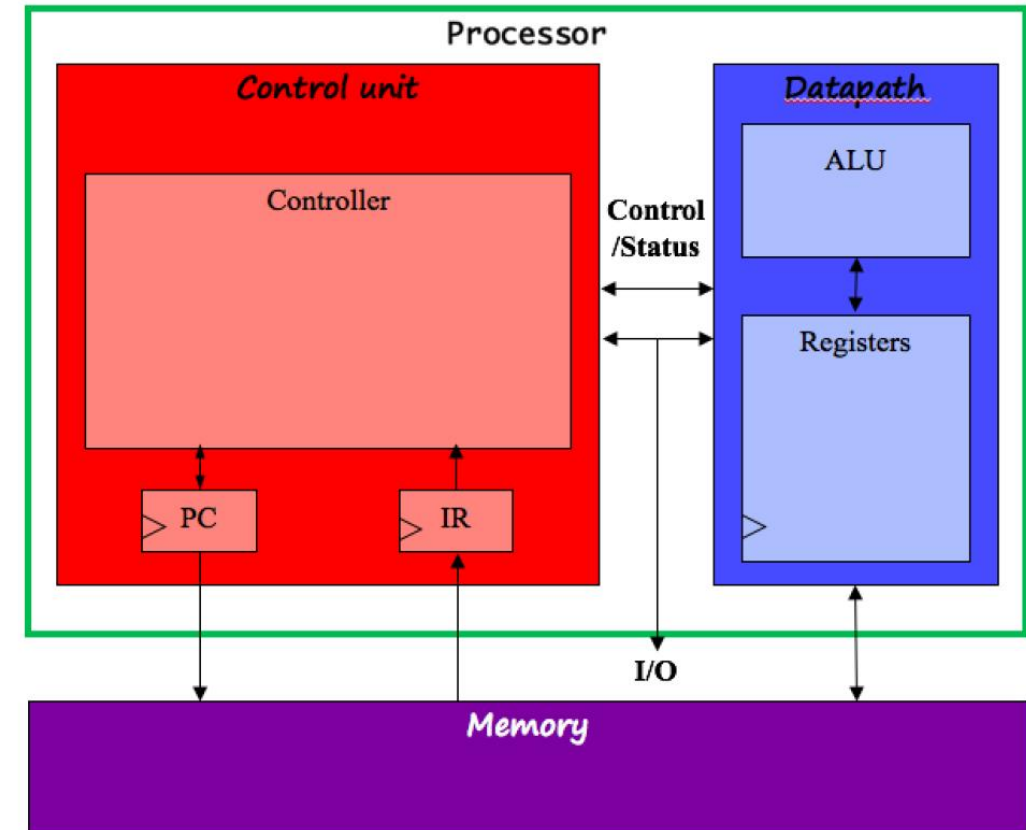 Processor
Control unit
Datapath
ALU
Controller
Control
/Status
Registers
PC
IR
I/O
Memory